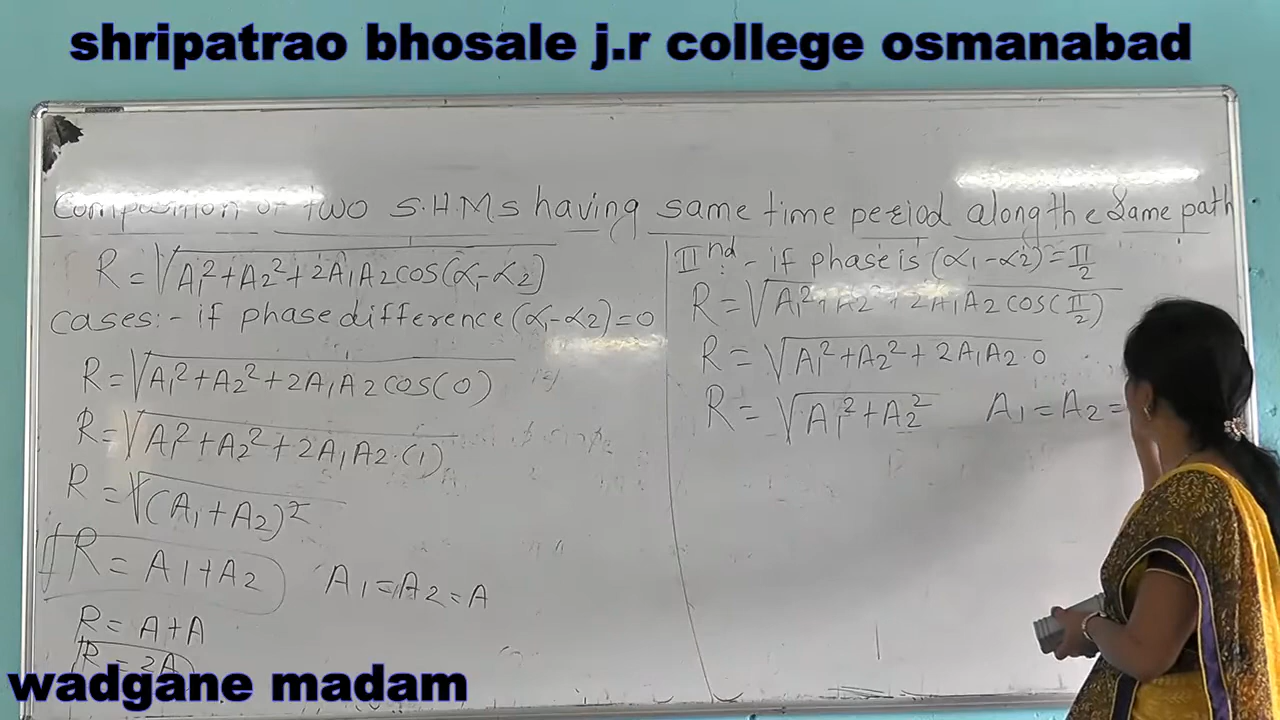 shripatrao bhosale j.r college osmanabad
Composition of two S.H.Ms having same time period along the same path
R = √A₁² + A₂² + 2A₁A₂ cos(α₁ - α₂)
cases:- if phase difference (α₁ - α₂) = 0
R = √A₁² + A₂² + 2A₁A₂ cos(0)
R = √A₁² + A₂² + 2A₁A₂·(1)
R = √(A₁ + A₂)²
R = A₁ + A₂ A₁ = A₂ = A
R = A + A
R = 2A
IInd - if phase is (α₁ - α₂) = π/2
R = √A₁² + A₂² + 2A₁A₂ cos(π/2)
R = √A₁² + A₂² + 2A₁A₂·0
R = √A₁² + A₂² A₁ = A₂ =
wadgane madam